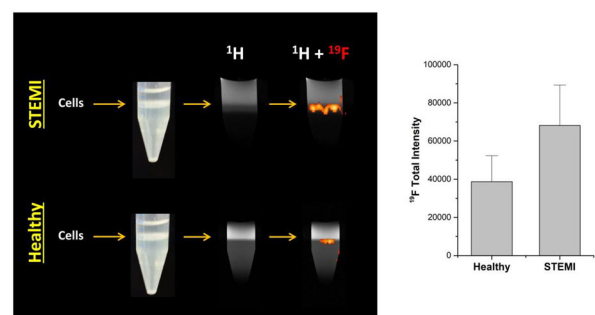 ¹H
¹H + ¹⁹F
STEMI
Cells
Healthy
Cells
¹⁹F Total Intensity
100000
80000
60000
40000
20000
0
Healthy
STEMI